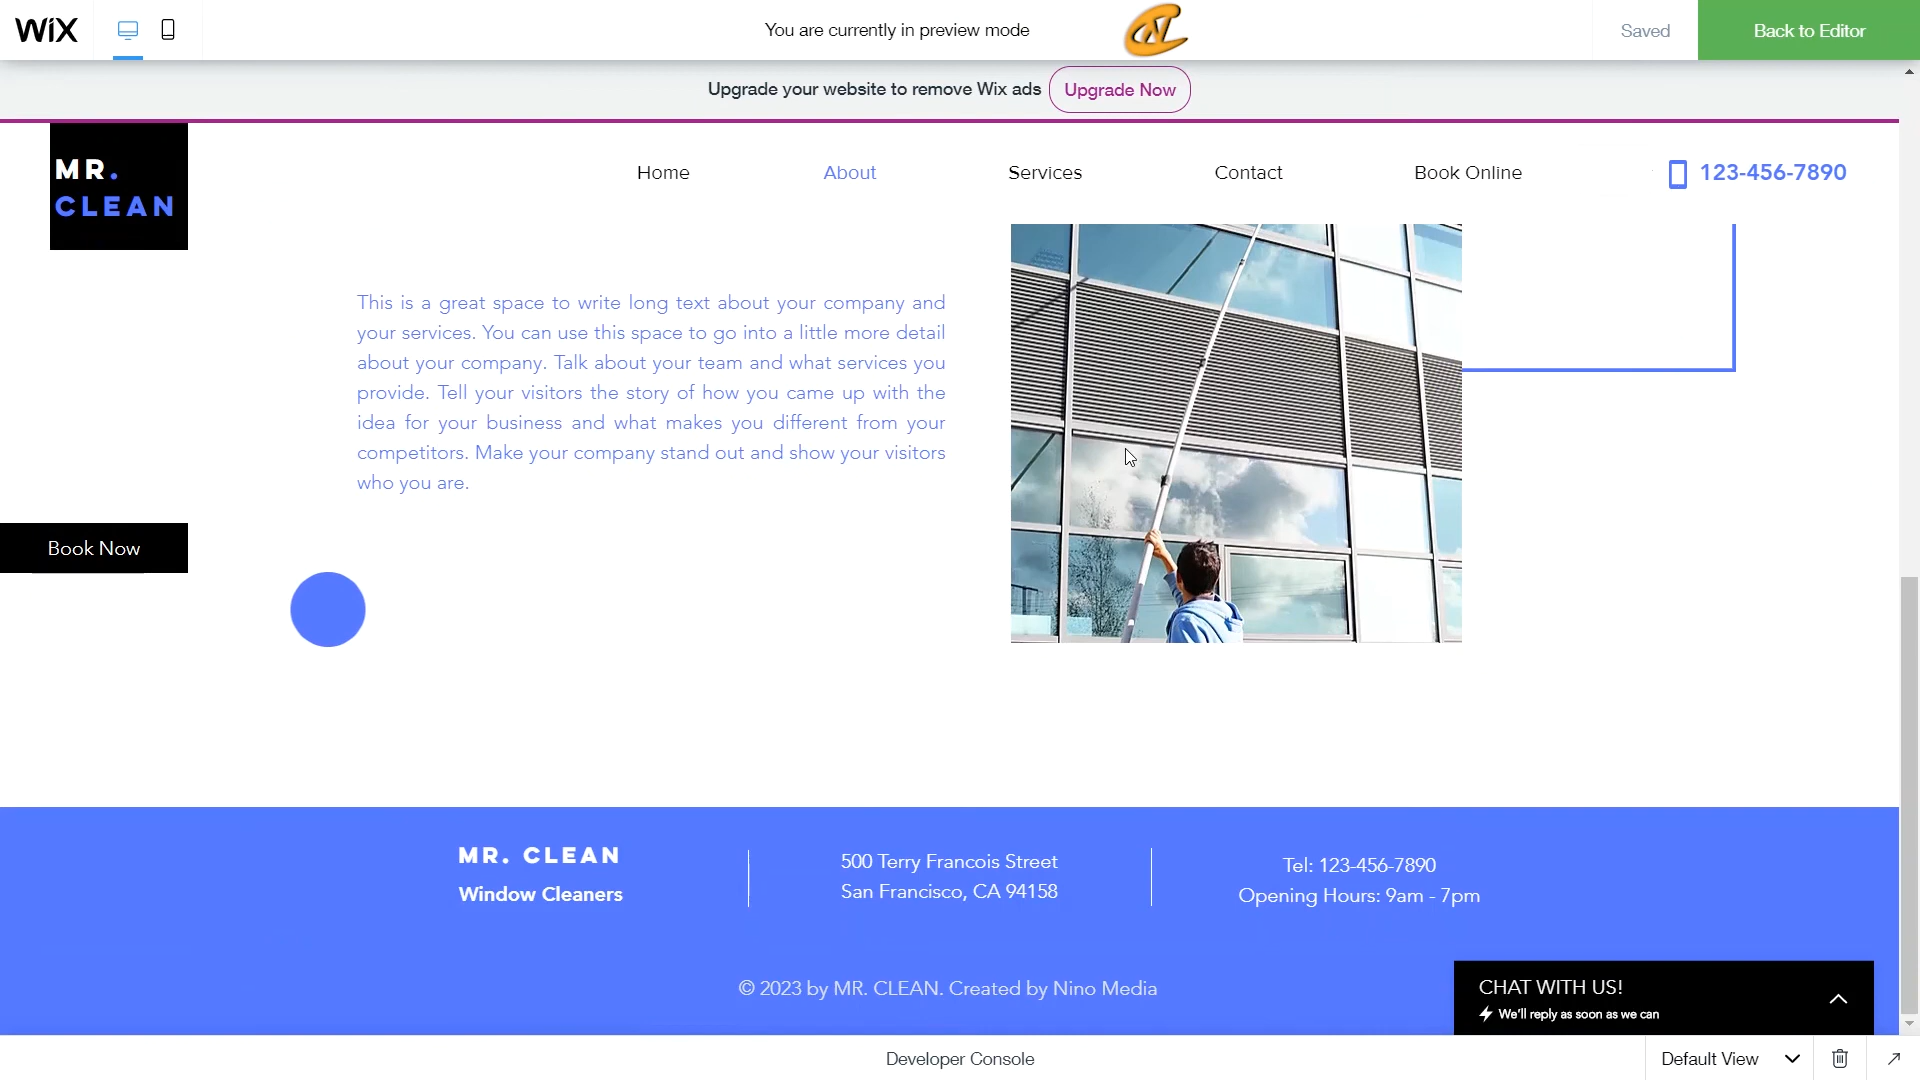 WiX
You are currently in preview mode
Saved
Back to Editor
Upgrade your website to remove Wix ads
Upgrade Now
MR.
CLEAN
Home
About
Services
Contact
Book Online
123-456-7890
This is a great space to write long text about your company and
your services. You can use this space to go into a little more detail
about your company. Talk about your team and what services you
provide. Tell your visitors the story of how you came up with the
idea for your business and what makes you different from your
competitors. Make your company stand out and show your visitors
who you are.
Book Now
MR. CLEAN
Window Cleaners
500 Terry Francois Street
San Francisco, CA 94158
Tel: 123-456-7890
Opening Hours: 9am - 7pm
© 2023 by MR. CLEAN. Created by Nino Media
CHAT WITH US!
We'll reply as soon as we can
Developer Console
Default View